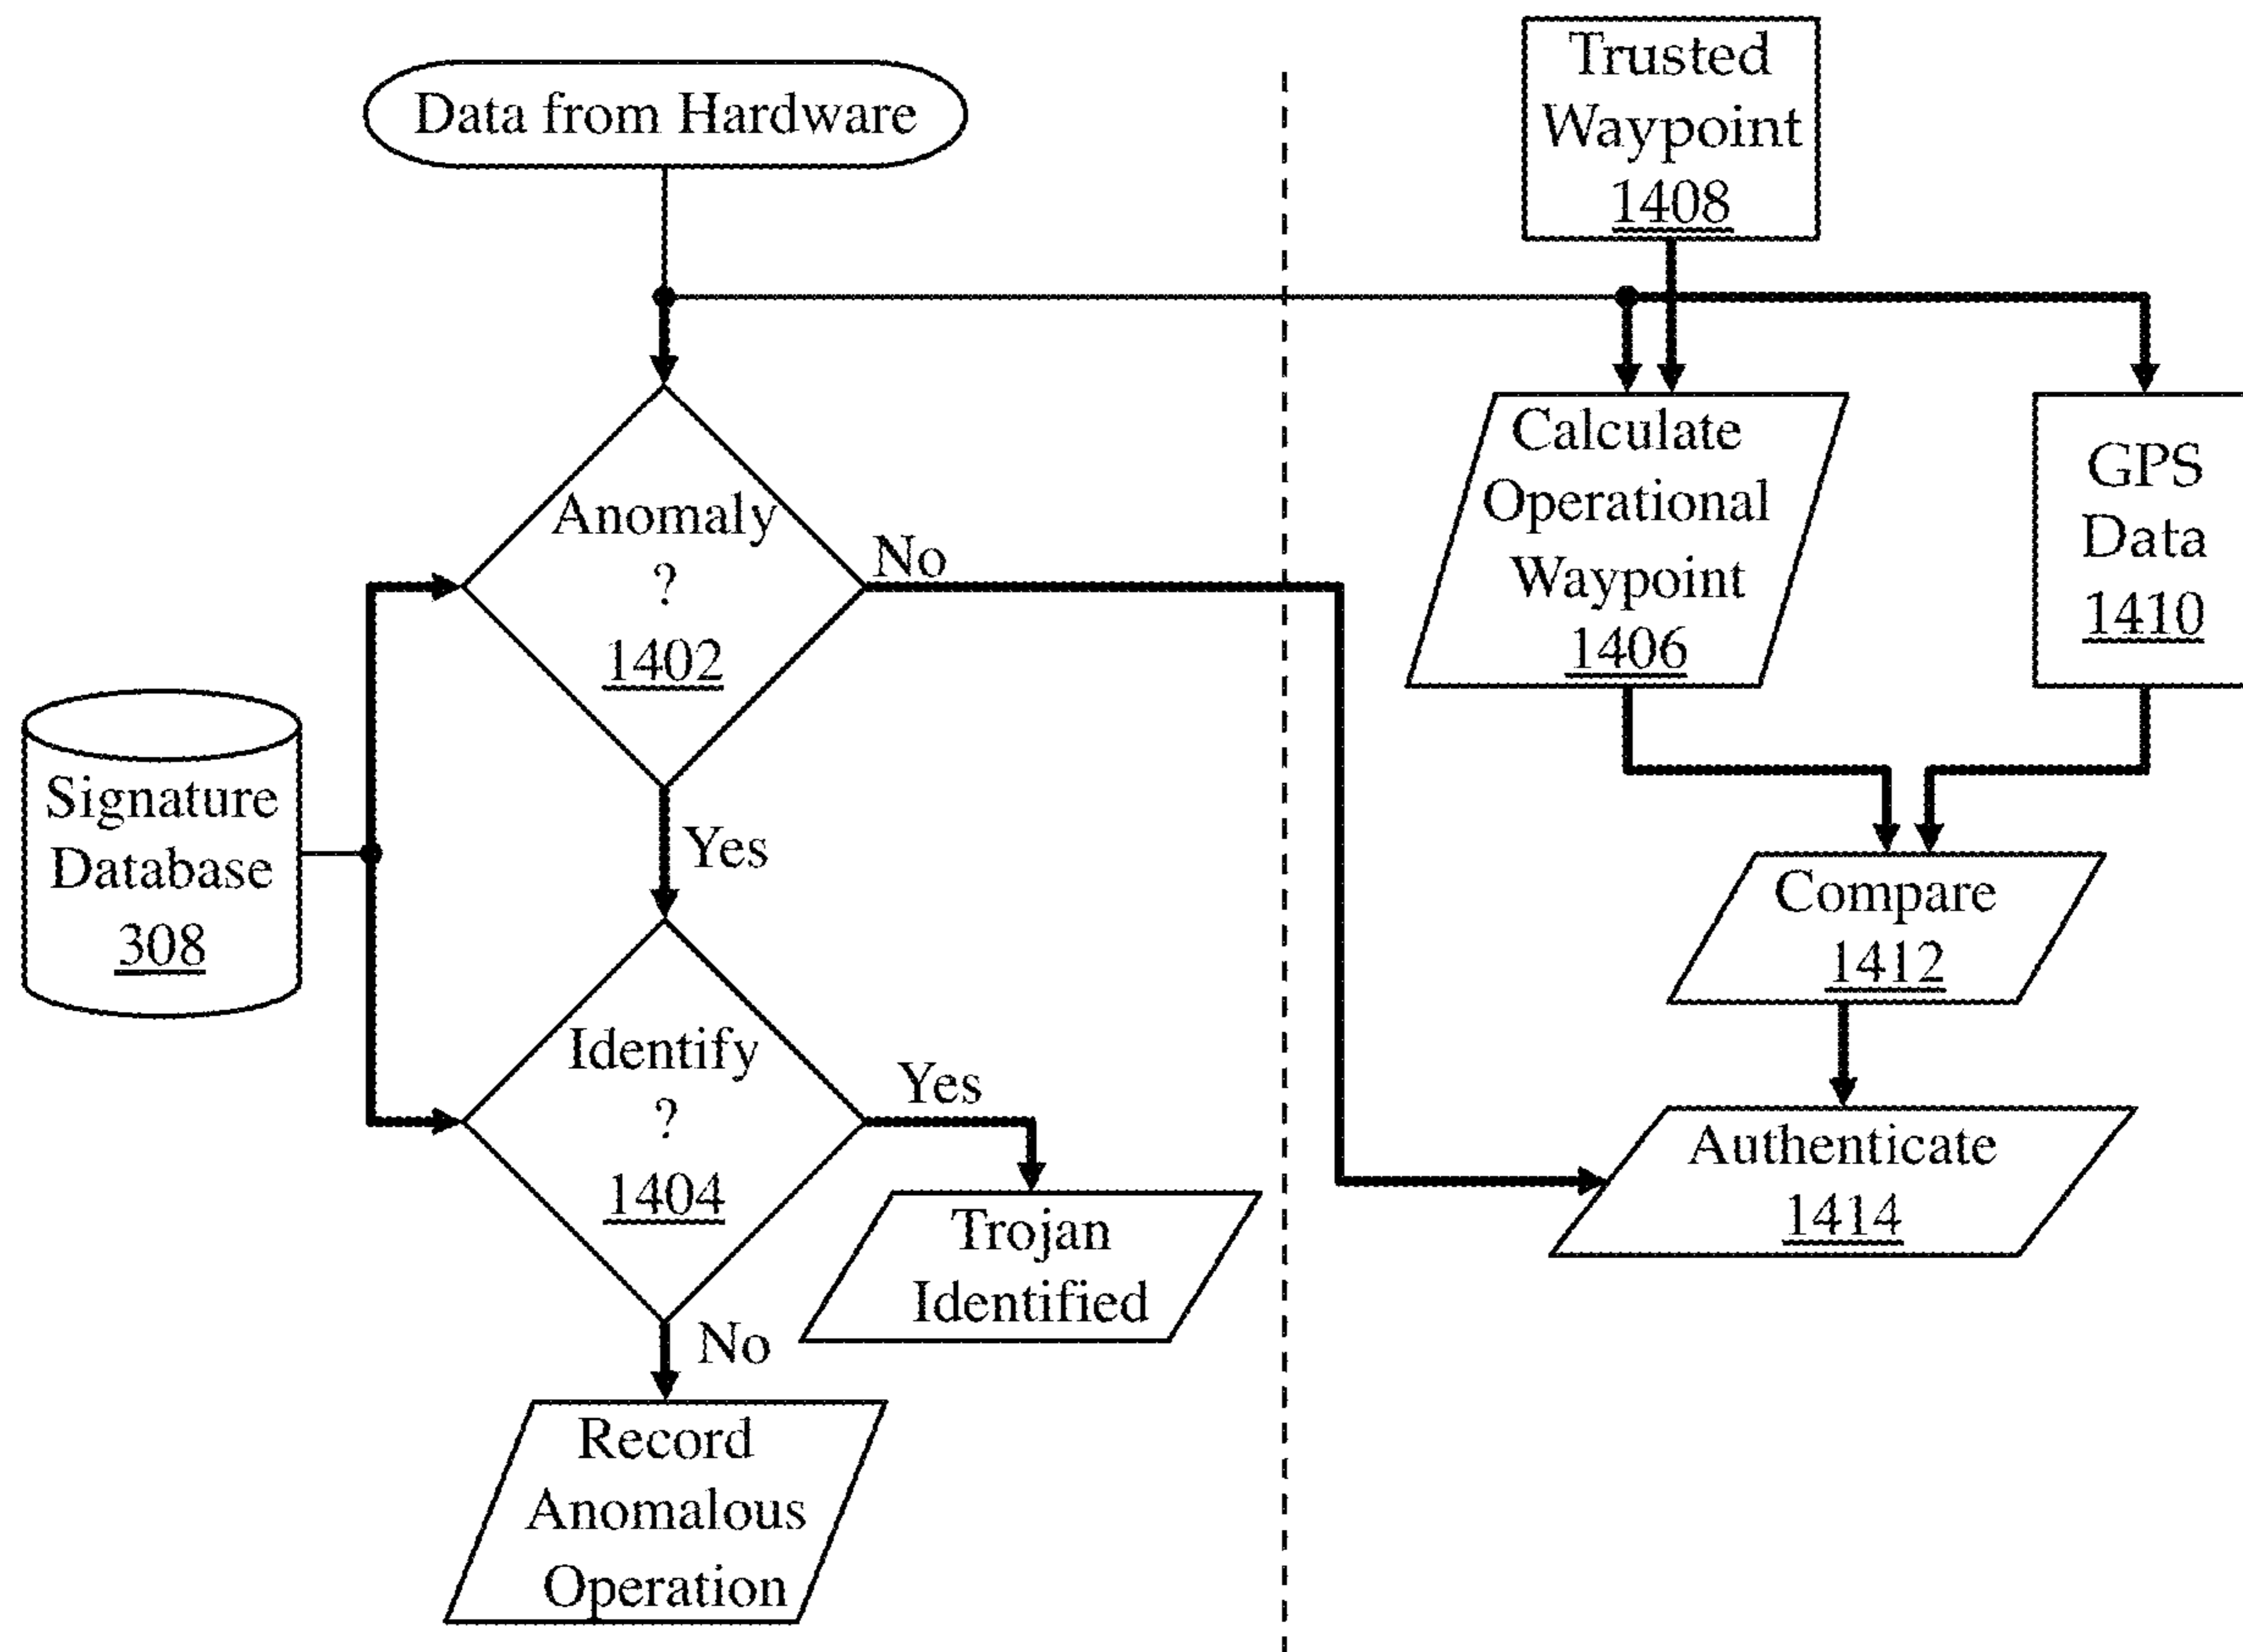 Data from Hardware
Trusted
Waypoint
1408
Anomaly
?
1402
No
Yes
Calculate
Operational
Waypoint
1406
GPS
Data
1410
Signature
Database
308
Compare
1412
Identify
?
1404
Yes
No
Trojan
Identified
Authenticate
1414
Record
Anomalous
Operation